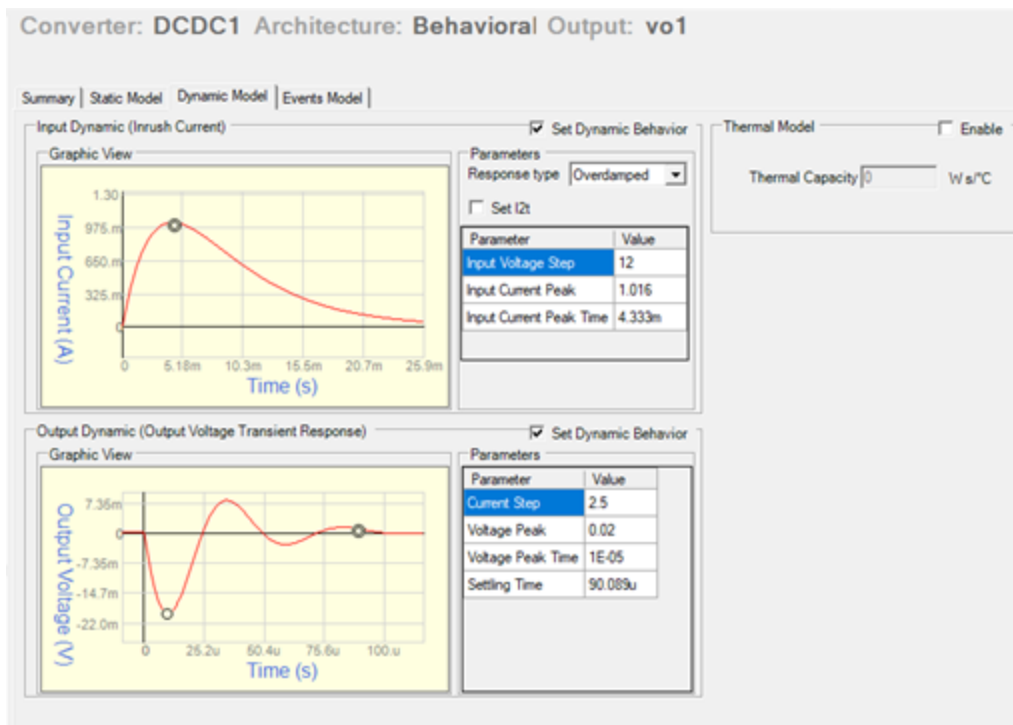 Converter: DCDC1 Architecture: Behavioral Output: vo1
Summary Static Model Dynamic Model Events Model
Input Dynamic (Inrush Current)
Set Dynamic Behavior
Graphic View
1.30
975.m
650.m
325.m
0
Input Current (A)
0 5.18m 10.3m 15.5m 20.7m 25.9m
Time (s)
Parameters
Response type Overdamped
Set I2t
Parameter Value
Input Voltage Step 12
Input Current Peak 1.016
Input Current Peak Time 4.333m
Thermal Model
Enable
Thermal Capacity 0 W s/°C
Output Dynamic (Output Voltage Transient Response)
Set Dynamic Behavior
Graphic View
7.35m
0
-7.35m
-14.7m
-22.0m
Output Voltage (V)
0 25.2u 50.4u 75.6u 100.u
Time (s)
Parameters
Parameter Value
Current Step 2.5
Voltage Peak 0.02
Voltage Peak Time 1E-05
Settling Time 90.089u